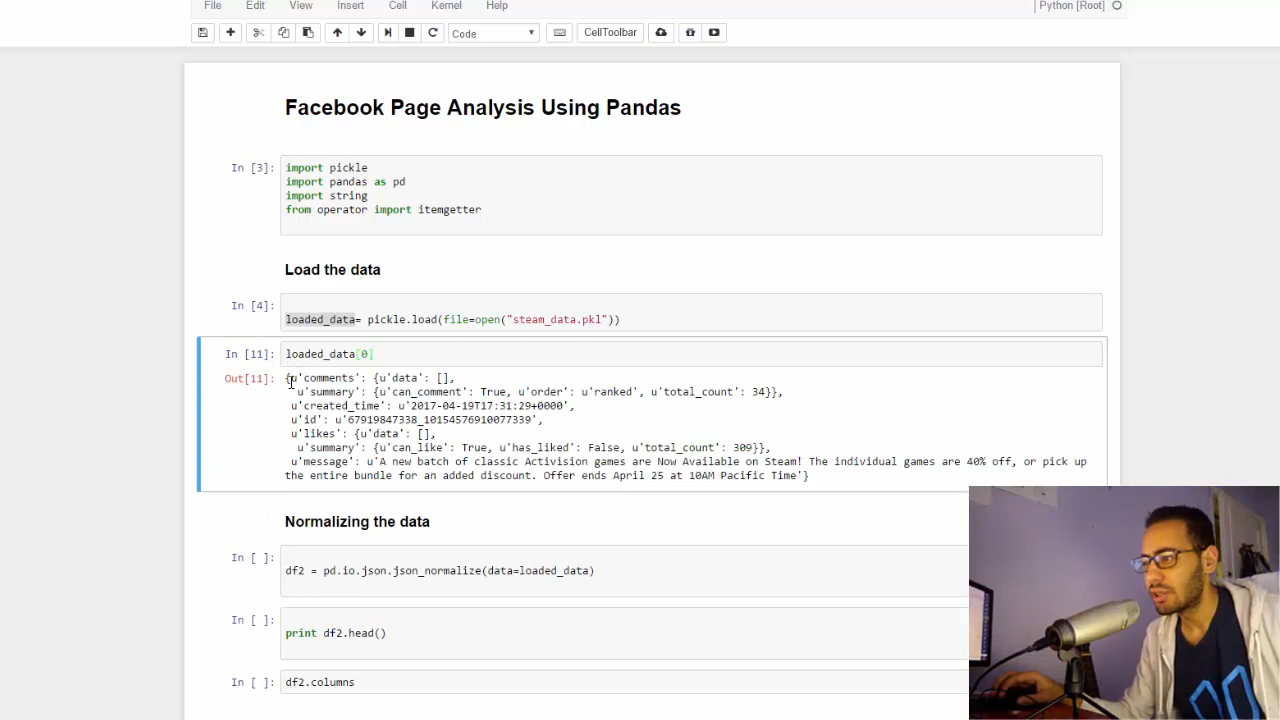 File Edit View Insert Cell Kernel Help Python [Root]
Code CellToolbar
Facebook Page Analysis Using Pandas
In [3]:
import pickle
import pandas as pd
import string
from operator import itemgetter
Load the data
In [4]:
loaded_data= pickle.load(file=open("steam_data.pkl"))
In [11]: loaded_data[0]
Out[11]: {u'comments': {u'data': [],
u'summary': {u'can_comment': True, u'order': u'ranked', u'total_count': 34}},
u'created_time': u'2017-04-19T17:31:29+0000',
u'id': u'67919847338_10154576910077339',
u'likes': {u'data': [],
u'summary': {u'can_like': True, u'has_liked': False, u'total_count': 309}},
u'message': u'A new batch of classic Activision games are Now Available on Steam! The individual games are 40% off, or pick up
the entire bundle for an added discount. Offer ends April 25 at 10AM Pacific Time'}
Normalizing the data
In [ ]:
df2 = pd.io.json.json_normalize(data=loaded_data)
In [ ]:
print df2.head()
In [ ]: df2.columns